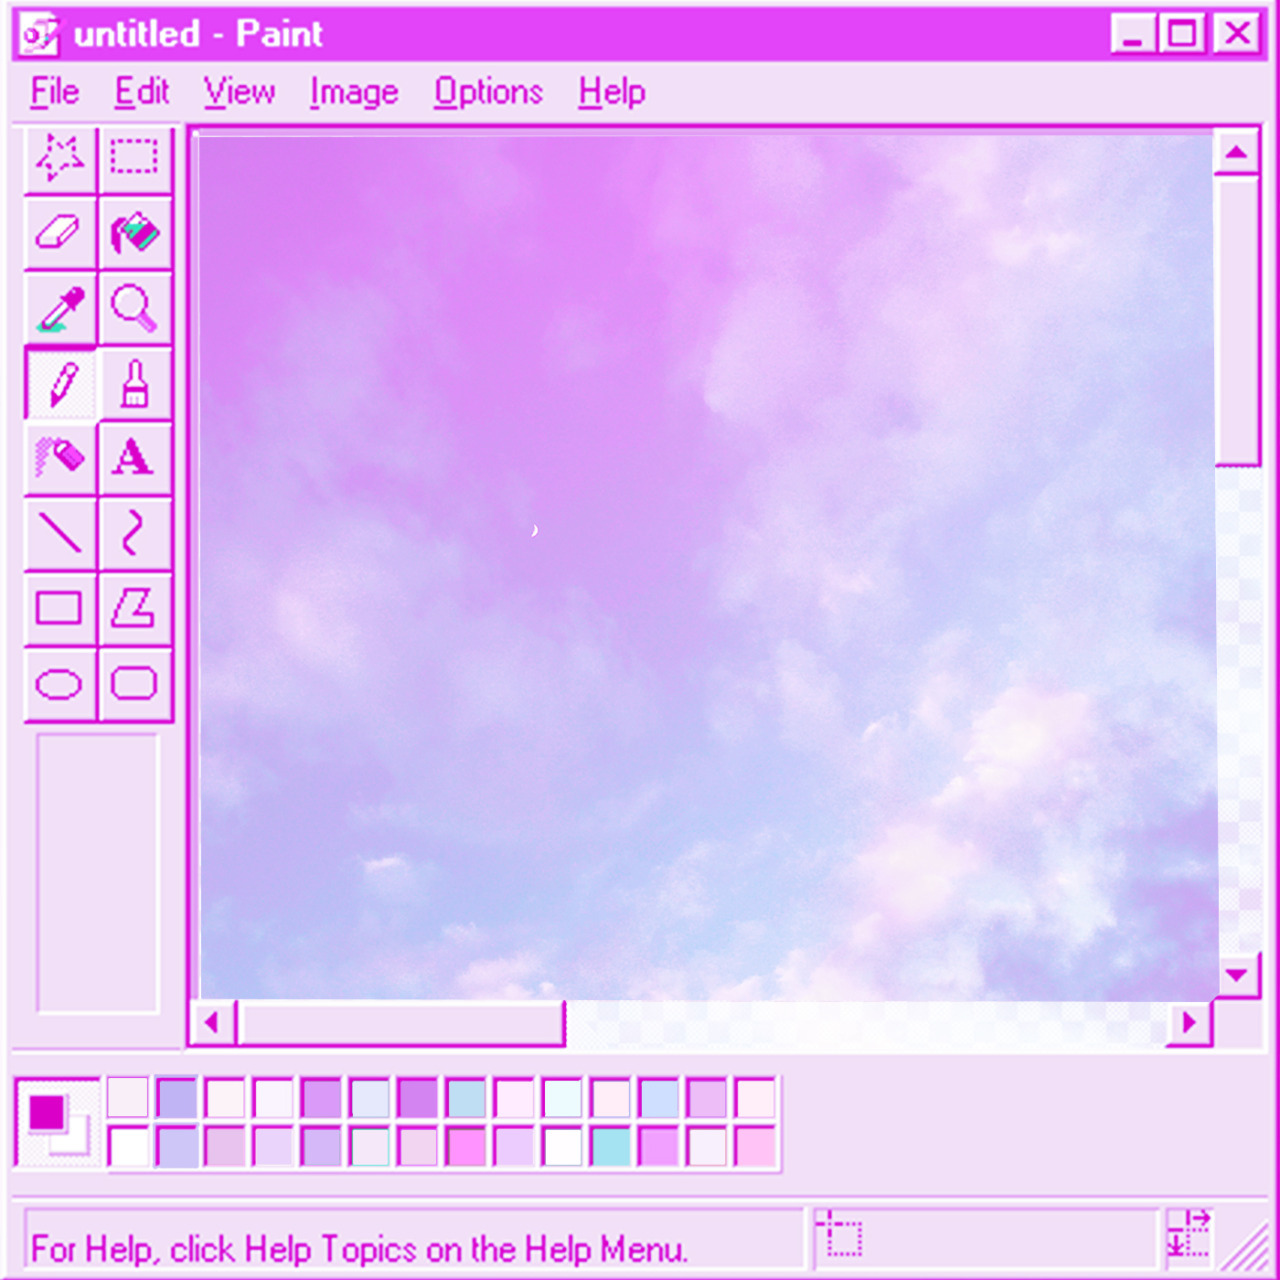 untitled - Paint
File Edit View Image Options Help
A
For Help, click Help Topics on the Help Menu.